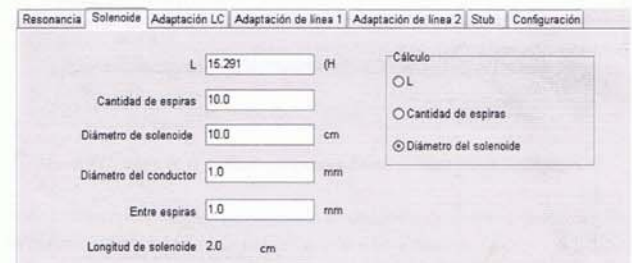 Resonancia Solenoide Adaptación LC Adaptación de línea 1 Adaptación de línea 2 Stub Configuración
L 15.291 (H
Cantidad de espiras 10.0
Diámetro de solenoide 10.0 cm
Diámetro del conductor 1.0 mm
Entre espiras 1.0 mm
Longitud de solenoide 2.0 cm
Cálculo
L
Cantidad de espiras
Diámetro del solenoide